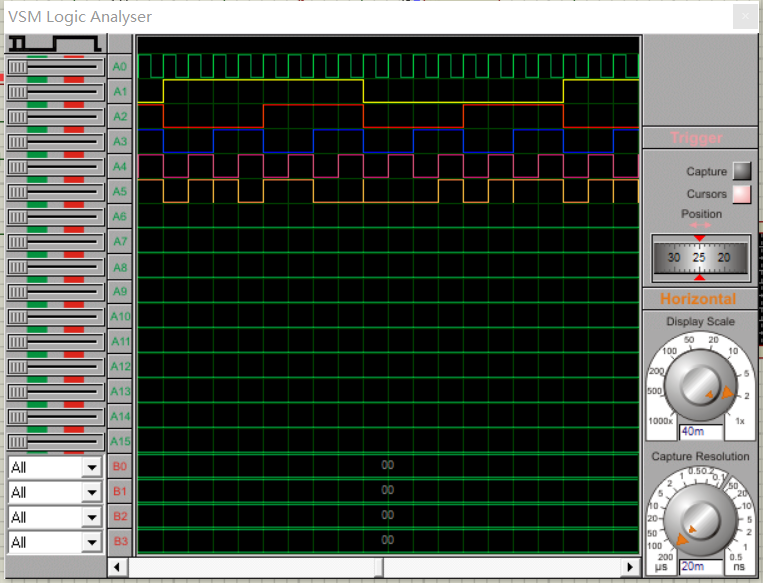 VSM Logic Analyser
A0
A1
A2
A3
A4
A5
A6
A7
A8
A9
A10
A11
A12
A13
A14
A15
All B0 00
All B1 00
All B2 00
All B3 00
Trigger
Capture
Cursors
Position
30 25 20
Horizontal
Display Scale
1000x 500 200 100 50 20 10 5 2 1x
40m
Capture Resolution
200 100 50 20 10 5 2 1 0.5 0.2 0.1 50 20 10 5 2 1 0.5
µs ns
20m